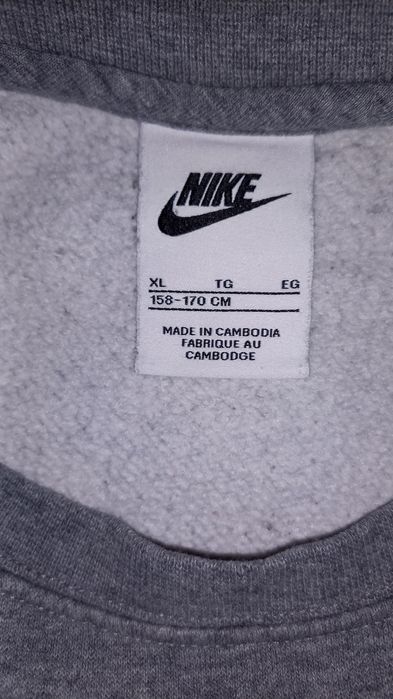 NIKE
XL TG EG
158-170 CM
MADE IN CAMBODIA
FABRIQUE AU
CAMBODGE